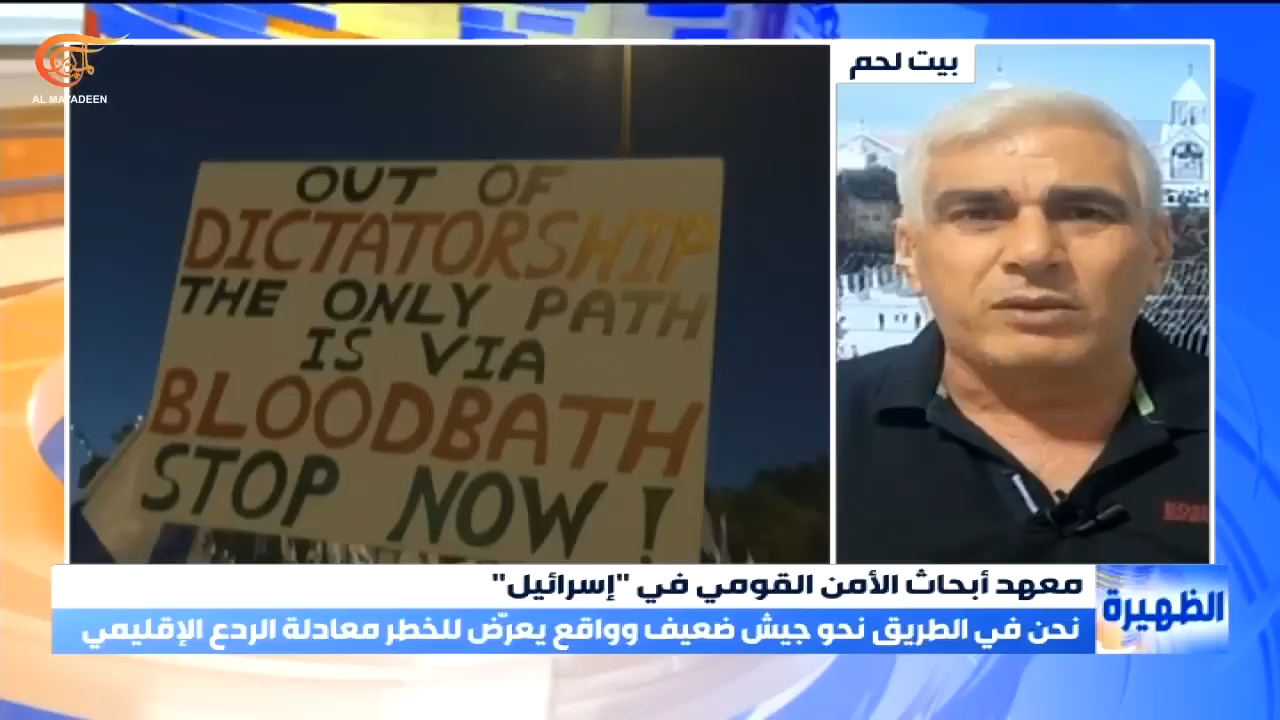 AL MAYADEEN
بيت لحم
OUT OF
DICTATORSHIP
THE ONLY PATH
IS VIA
BLOODBATH
STOP NOW !
معهد أبحاث الأمن القومي في "إسرائيل"
نحن في الطريق نحو جيش ضعيف وواقع يعرّض للخطر معادلة الردع الإقليمي
الظهيرة